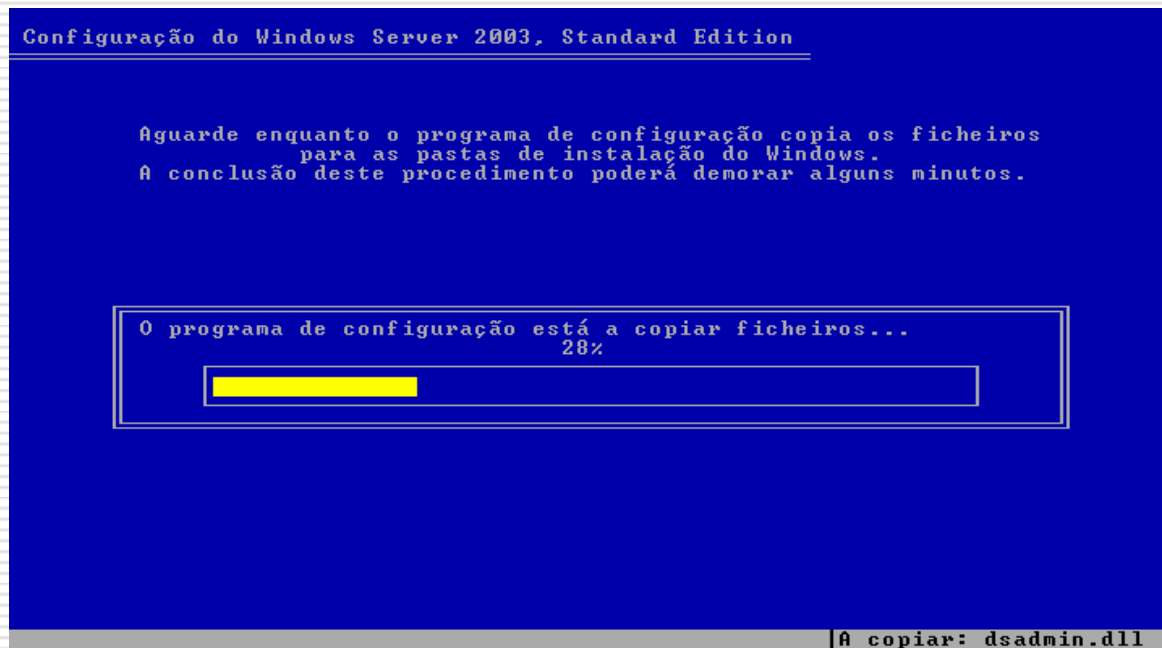 Configuração do Windows Server 2003, Standard Edition
Aguarde enquanto o programa de configuração copia os ficheiros
para as pastas de instalação do Windows.
A conclusão deste procedimento poderá demorar alguns minutos.
O programa de configuração está a copiar ficheiros...
28%
A copiar: dsadmin.dll